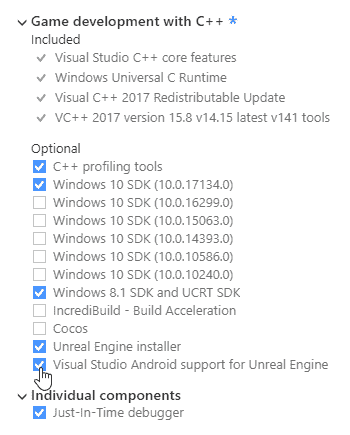 Game development with C++ *
Included
Visual Studio C++ core features
Windows Universal C Runtime
Visual C++ 2017 Redistributable Update
VC++ 2017 version 15.8 v14.15 latest v141 tools
Optional
C++ profiling tools
Windows 10 SDK (10.0.17134.0)
Windows 10 SDK (10.0.16299.0)
Windows 10 SDK (10.0.15063.0)
Windows 10 SDK (10.0.14393.0)
Windows 10 SDK (10.0.10586.0)
Windows 10 SDK (10.0.10240.0)
Windows 8.1 SDK and UCRT SDK
IncrediBuild - Build Acceleration
Cocos
Unreal Engine installer
Visual Studio Android support for Unreal Engine
Individual components
Just-In-Time debugger